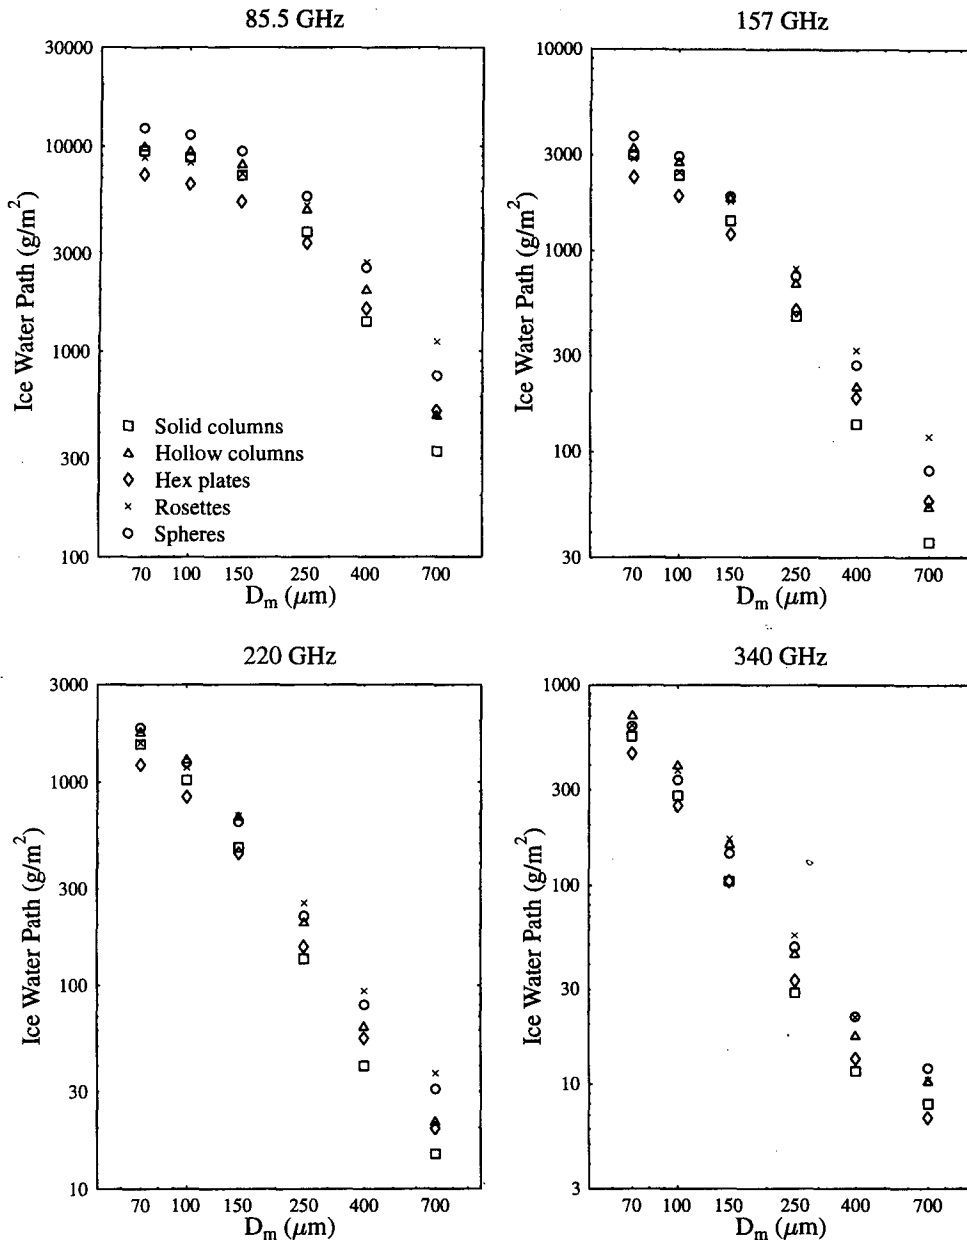 85.5 GHz
30000
10000
3000
1000
300
100
Ice Water Path (g/m²)
Solid columns
Hollow columns
Hex plates
Rosettes
Spheres
70 100 150 250 400 700
Dₘ (μm)
157 GHz
10000
3000
1000
300
100
30
Ice Water Path (g/m²)
70 100 150 250 400 700
Dₘ (μm)
220 GHz
3000
1000
300
100
30
10
Ice Water Path (g/m²)
70 100 150 250 400 700
Dₘ (μm)
340 GHz
1000
300
100
30
10
3
Ice Water Path (g/m²)
70 100 150 250 400 700
Dₘ (μm)